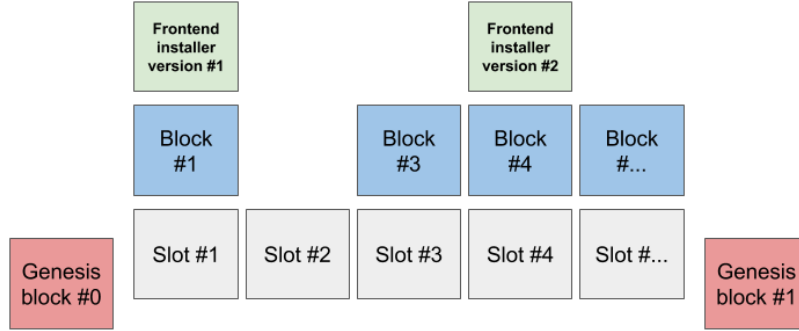 Frontend
installer
version #1
Frontend
installer
version #2
Block
#1
Block
#3
Block
#4
Block
#...
Slot #1
Slot #2
Slot #3
Slot #4
Slot #...
Genesis
block #0
Genesis
block #1